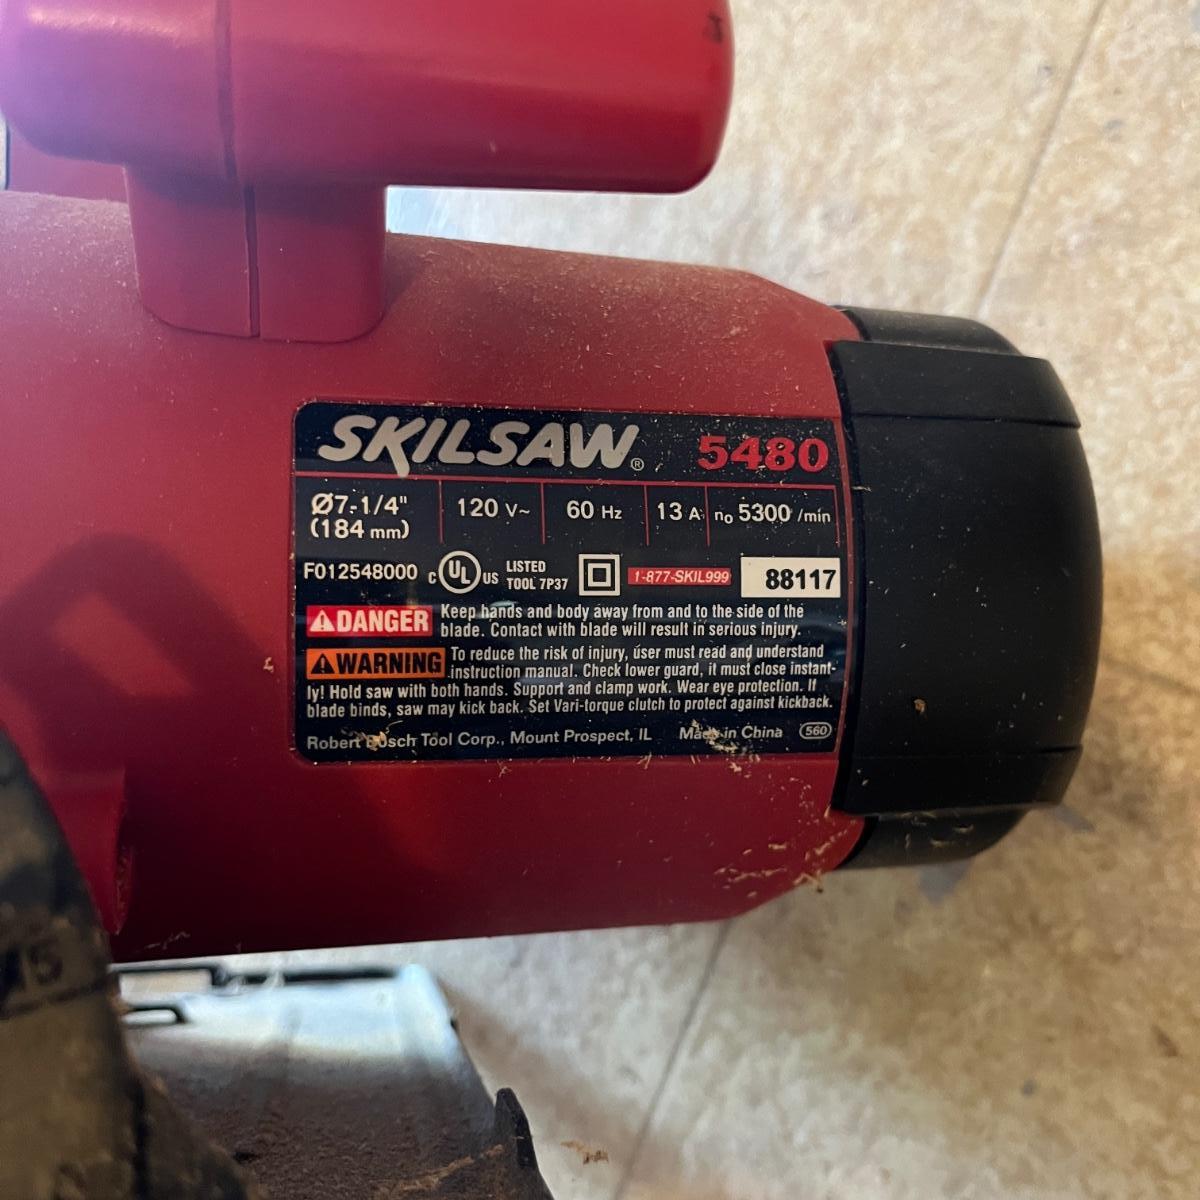 SKILSAW® 5480
Ø7-1/4" 120 V~ 60 Hz 13 A n₀ 5300 /min
(184 mm)
F012548000 C UL US LISTED 1-877-SKIL999 88117
TOOL 7P37
DANGER Keep hands and body away from and to the side of the
blade. Contact with blade will result in serious injury.
WARNING To reduce the risk of injury, user must read and understand
instruction manual. Check lower guard, it must close instant-
ly! Hold saw with both hands. Support and clamp work. Wear eye protection. If
blade binds, saw may kick back. Set Vari-torque clutch to protect against kickback.
Robert Bosch Tool Corp., Mount Prospect, IL Made in China 560